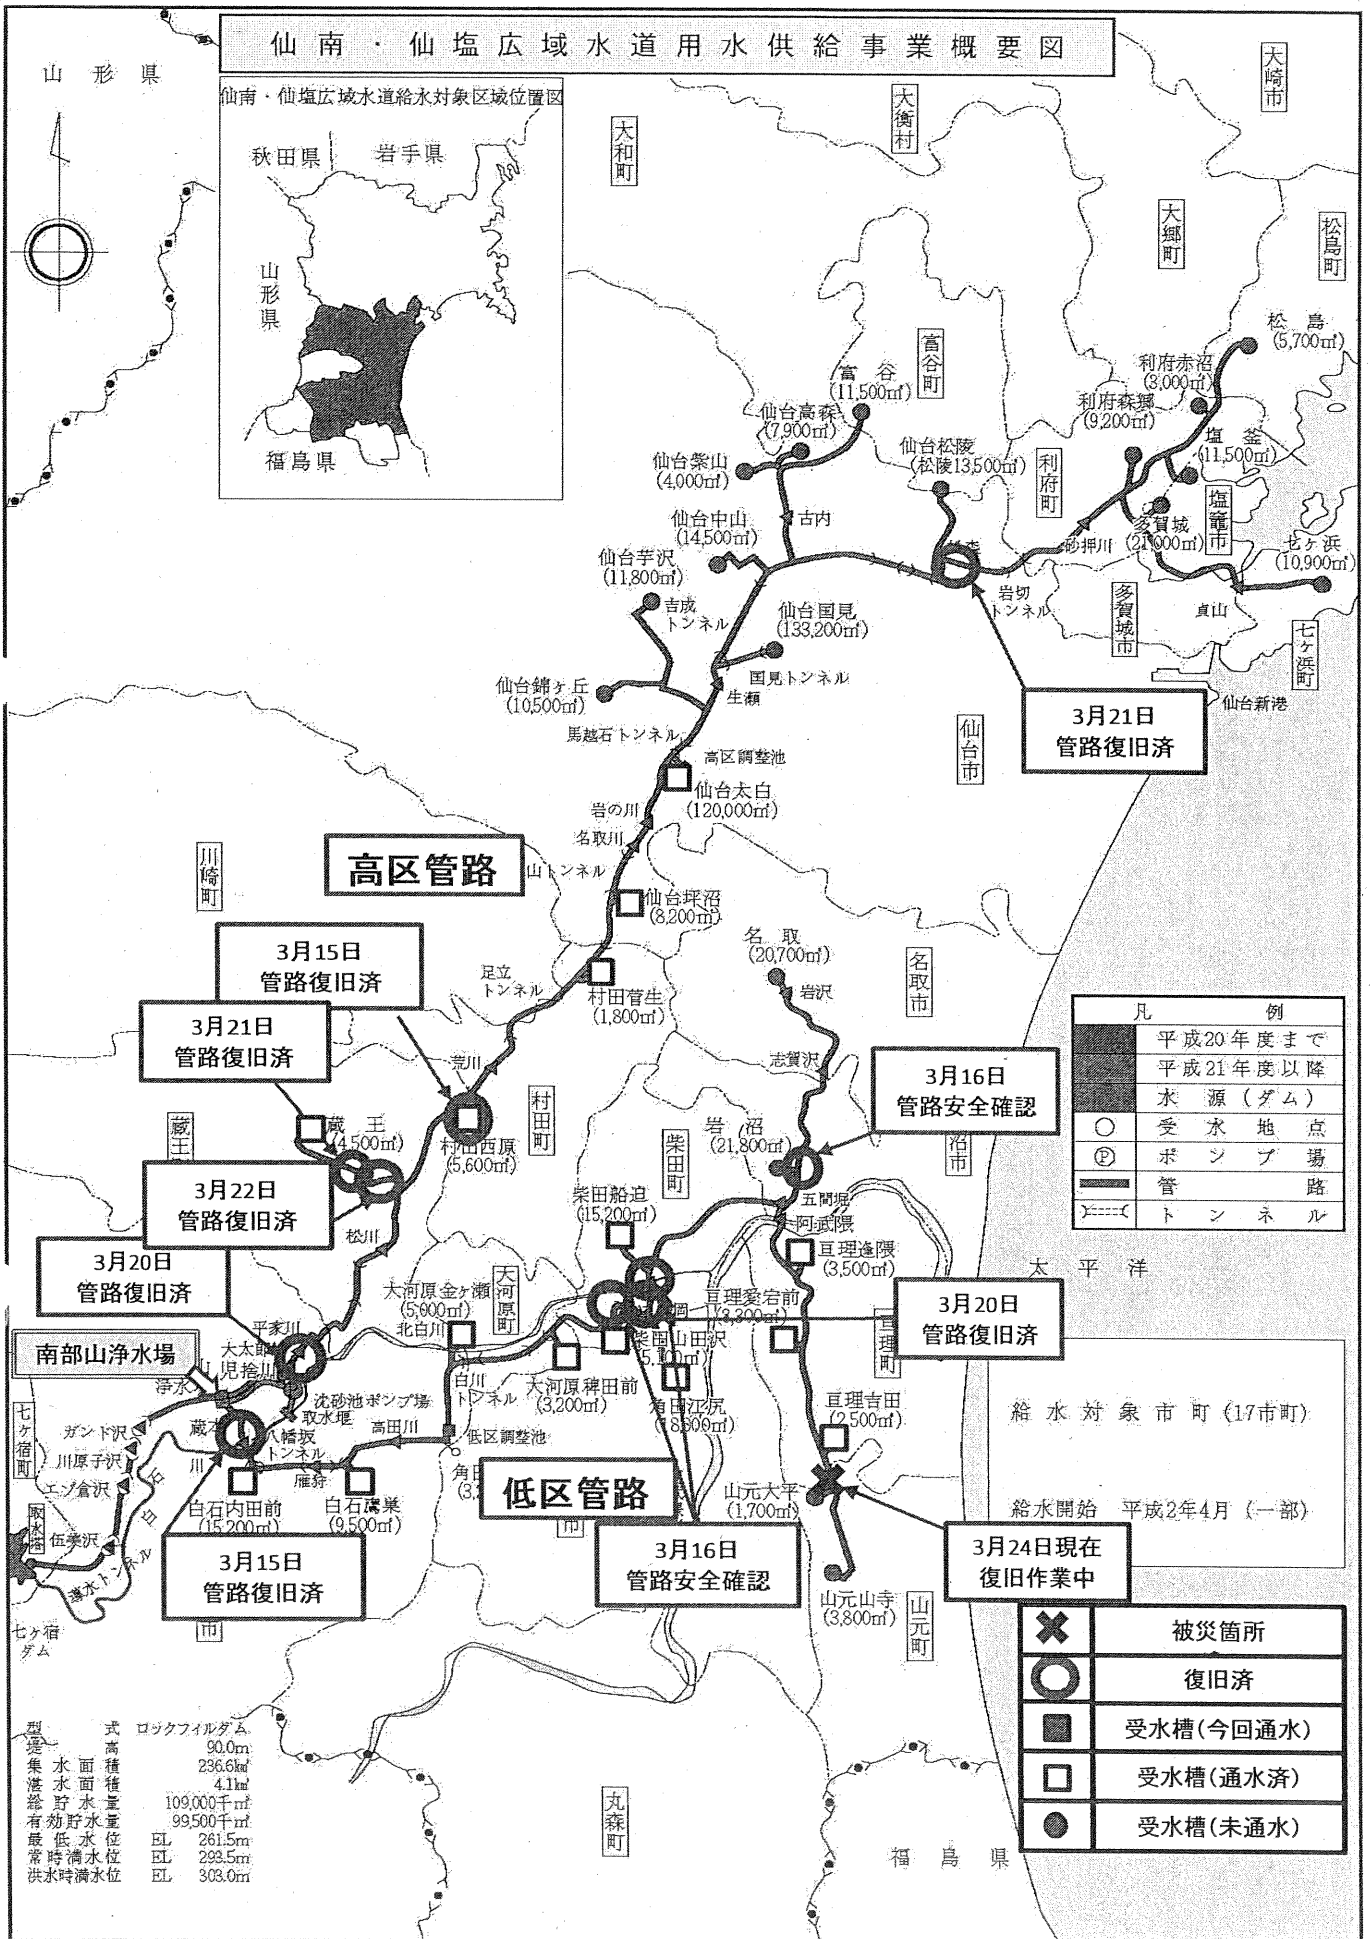 仙南・仙塩広域水道用水供給事業概要図
山形県
仙南・仙塩広域水道給水対象区域位置図
秋田県
岩手県
山形県
福島県
大崎市
大衡村
大和町
大郷町
松島町
富谷町
松島
(5,700㎥)
利府赤沼
(3,000㎥)
利府森郷
(9,200㎥)
塩釜
(11,500㎥)
富谷
(11,500㎥)
仙台高森
(7,900㎥)
仙台紫山
(4,000㎥)
仙台松陵
(松陵13,500㎥)
利府町
塩竈市
多賀城
(21,000㎥)
七ヶ浜
(10,900㎥)
仙台中山
(14,500㎥)
古内
砂押川
仙台芋沢
(11,800㎥)
吉成
トンネル
仙台国見
(133,200㎥)
岩切
トンネル
多賀城市
貞山
七ヶ浜町
仙台新港
国見トンネル
仙台錦ヶ丘
(10,500㎥)
生瀬
馬越石トンネル
3月21日
管路復旧済
仙台市
高区調整池
仙台太白
(120,000㎥)
岩の川
名取川
高区管路
山トンネル
川崎町
仙台坪沼
(8,200㎥)
3月15日
管路復旧済
名取
(20,700㎥)
岩沢
名取市
足立
トンネル
村田菅生
(1,800㎥)
3月21日
管路復旧済
荒川
志賀沢
3月16日
管路安全確認
凡例
平成20年度まで
平成21年度以降
水源(ダム)
受水地点
Ⓟ
ポンプ場
管路
トンネル
蔵王
(4,500㎥)
村田西原
(5,600㎥)
村田町
柴田町
岩沼
(21,800㎥)
沼市
3月22日
管路復旧済
松川
柴田船迫
(15,200㎥)
五間堀
阿武隈
亘理逢隈
(3,500㎥)
太平洋
3月20日
管路復旧済
大河原金ヶ瀬
(5,000㎥)
北白川
大河原町
亘理愛宕前
(3,300㎥)
3月20日
管路復旧済
亘理町
平家川
南部山浄水場
児捨川
柴田山田沢
白川
トンネル
大河原稗田前
(3,200㎥)
角田江尻
沈砂池ポンプ場
取水堰
亘理吉田
(2,500㎥)
給水対象市町(17市町)
七ヶ宿町
ガンド沢
川原子沢
エゾ倉沢
八幡坂
トンネル
高田川
低区調整池
雁狩
低区管路
白石内田前
(15,200㎥)
白石鷹巣
(9,500㎥)
山元大平
(1,700㎥)
給水開始 平成2年4月(一部)
取水塔
導水トンネル
七ヶ宿
ダム
3月15日
管路復旧済
3月16日
管路安全確認
3月24日現在
復旧作業中
山元山寺
(3,800㎥)
山元町
市
被災箇所
復旧済
受水槽(今回通水)
受水槽(通水済)
受水槽(未通水)
型式 ロックフィルダム
堤高 90.0m
集水面積 236.6k㎡
湛水面積 4.1k㎡
総貯水量 109,000千㎥
有効貯水量 99,500千㎥
最低水位 EL 261.5m
常時満水位 EL 293.5m
洪水時満水位 EL 303.0m
丸森町
福島県